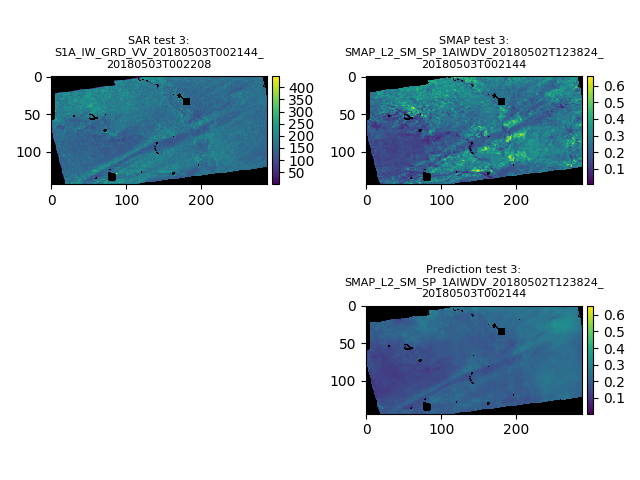 SAR test 3:
S1A_IW_GRD_VV_20180503T002144_
20180503T002208
0
50
100
0 100 200
400
350
300
250
200
150
100
50
SMAP test 3:
SMAP_L2_SM_SP_1AIWDV_20180502T123824_
20180503T002144
0
50
100
0 100 200
0.6
0.5
0.4
0.3
0.2
0.1
Prediction test 3:
SMAP_L2_SM_SP_1AIWDV_20180502T123824_
20180503T002144
0
50
100
0 100 200
0.6
0.5
0.4
0.3
0.2
0.1